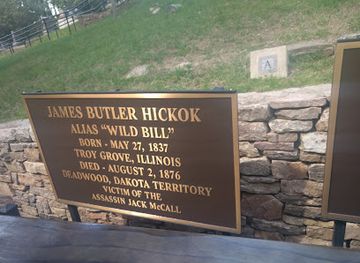 JAMES BUTLER HICKOK
ALIAS "WILD BILL"
BORN - MAY 27, 1837
TROY GROVE, ILLINOIS
DIED - AUGUST 2, 1876
DEADWOOD, DAKOTA TERRITORY
VICTIM OF THE
ASSASSIN JACK McCALL
A